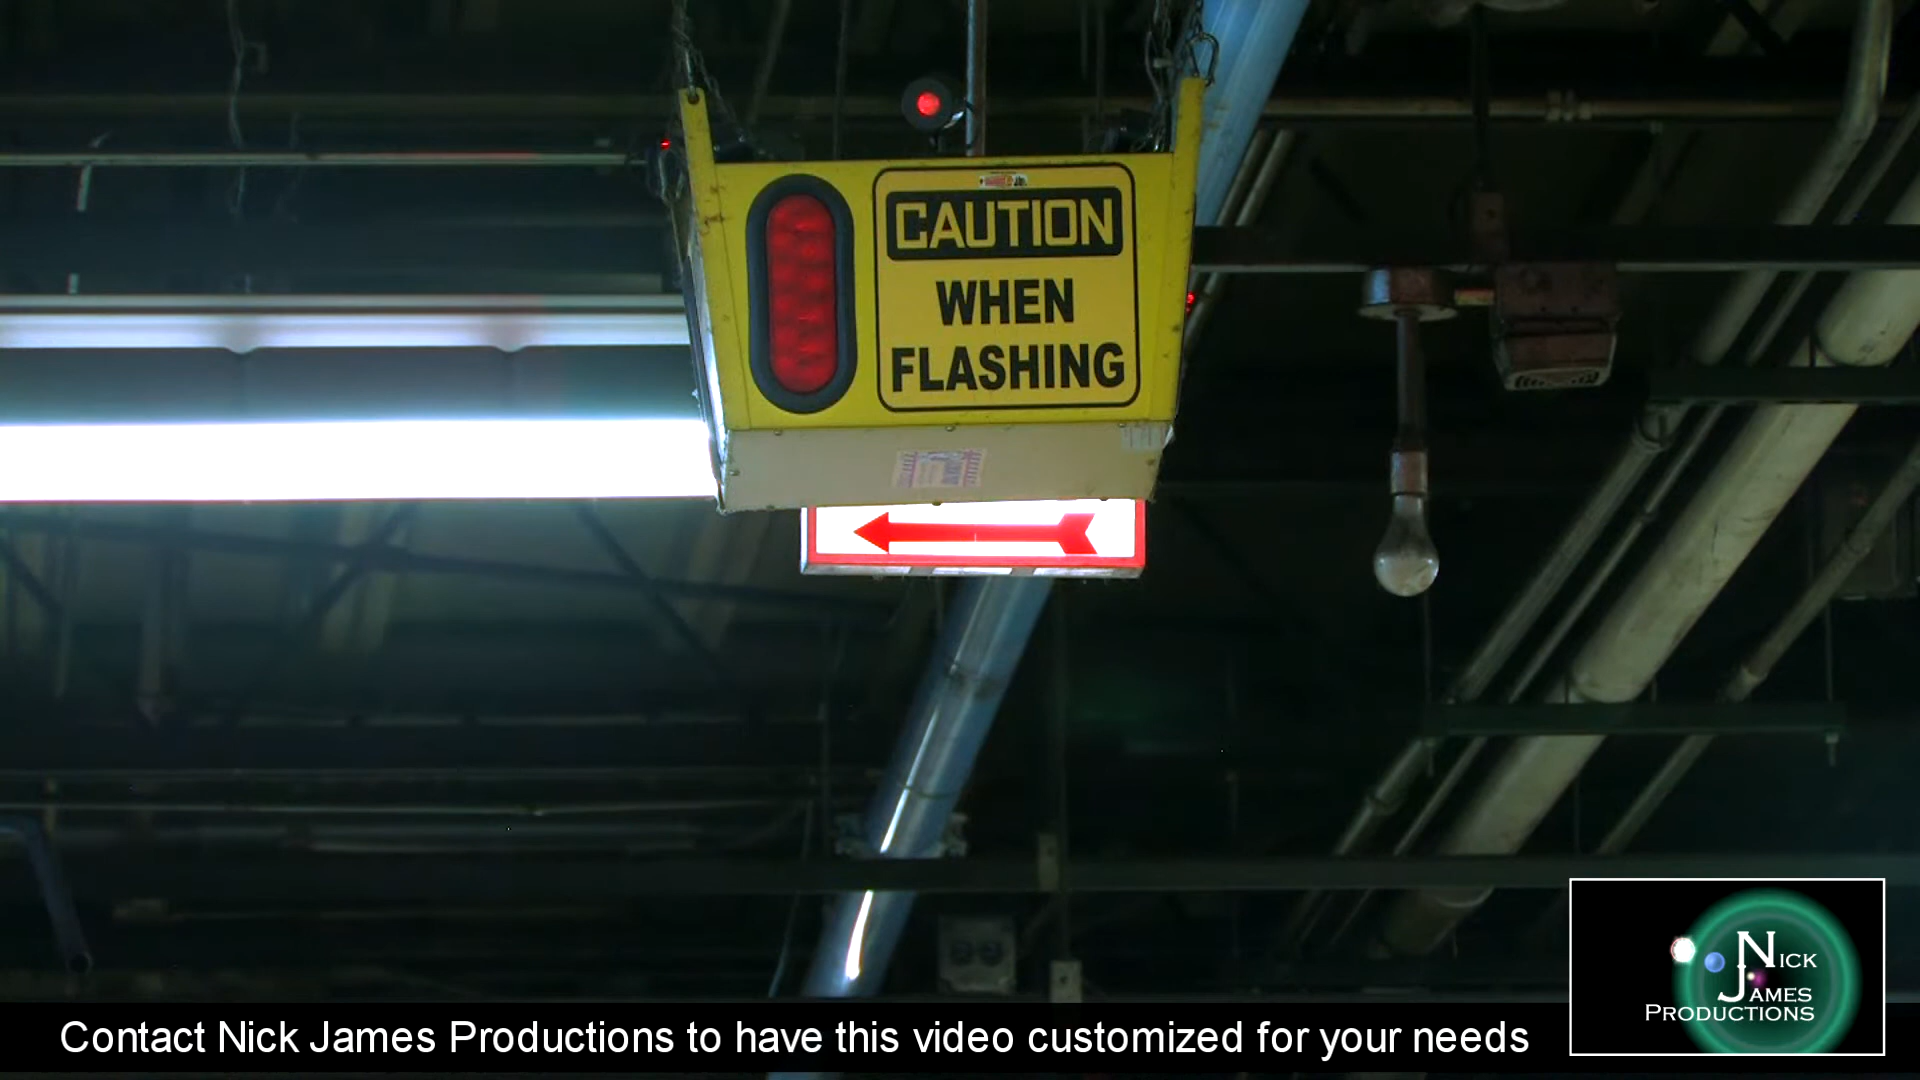 CAUTION
WHEN
FLASHING
NICK
JAMES
PRODUCTIONS
Contact Nick James Productions to have this video customized for your needs